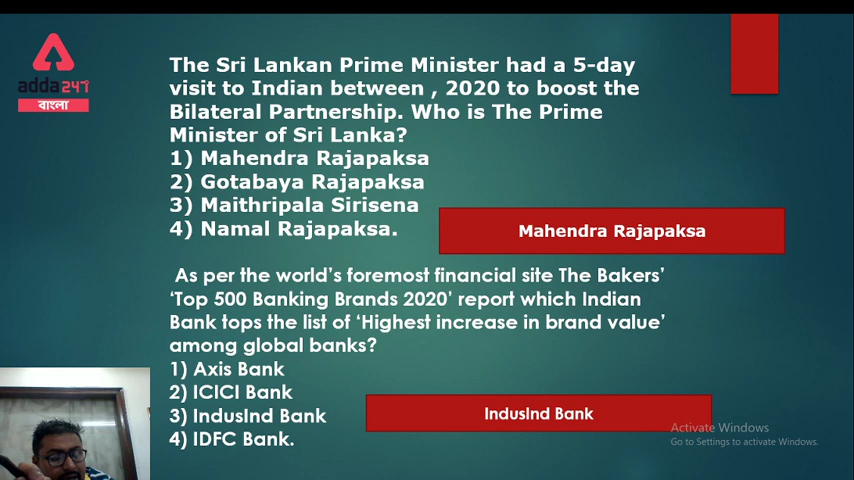 adda247
বাংলা
The Sri Lankan Prime Minister had a 5-day
visit to Indian between , 2020 to boost the
Bilateral Partnership. Who is The Prime
Minister of Sri Lanka?
1) Mahendra Rajapaksa
2) Gotabaya Rajapaksa
3) Maithripala Sirisena
4) Namal Rajapaksa.
Mahendra Rajapaksa
As per the world’s foremost financial site The Bakers’
‘Top 500 Banking Brands 2020’ report which Indian
Bank tops the list of ‘Highest increase in brand value’
among global banks?
1) Axis Bank
2) ICICI Bank
3) IndusInd Bank
4) IDFC Bank.
IndusInd Bank
Activate Windows
Go to Settings to activate Windows.